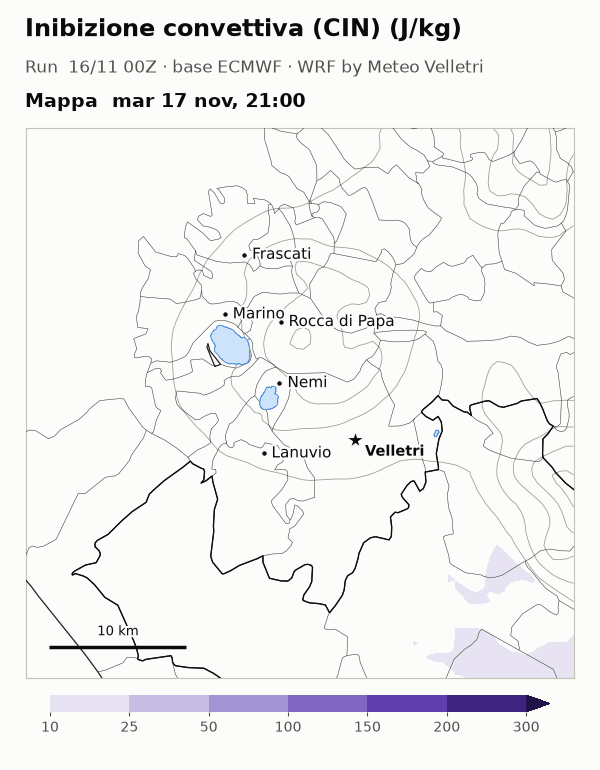 Inibizione convettiva (CIN) (J/kg)
Run  16/11 00Z · base ECMWF · WRF by Meteo Velletri
Mappa  mar 17 nov, 21:00
Frascati
Marino
Rocca di Papa
Nemi
Velletri
Lanuvio
10 km
10 25 50 100 150 200 300